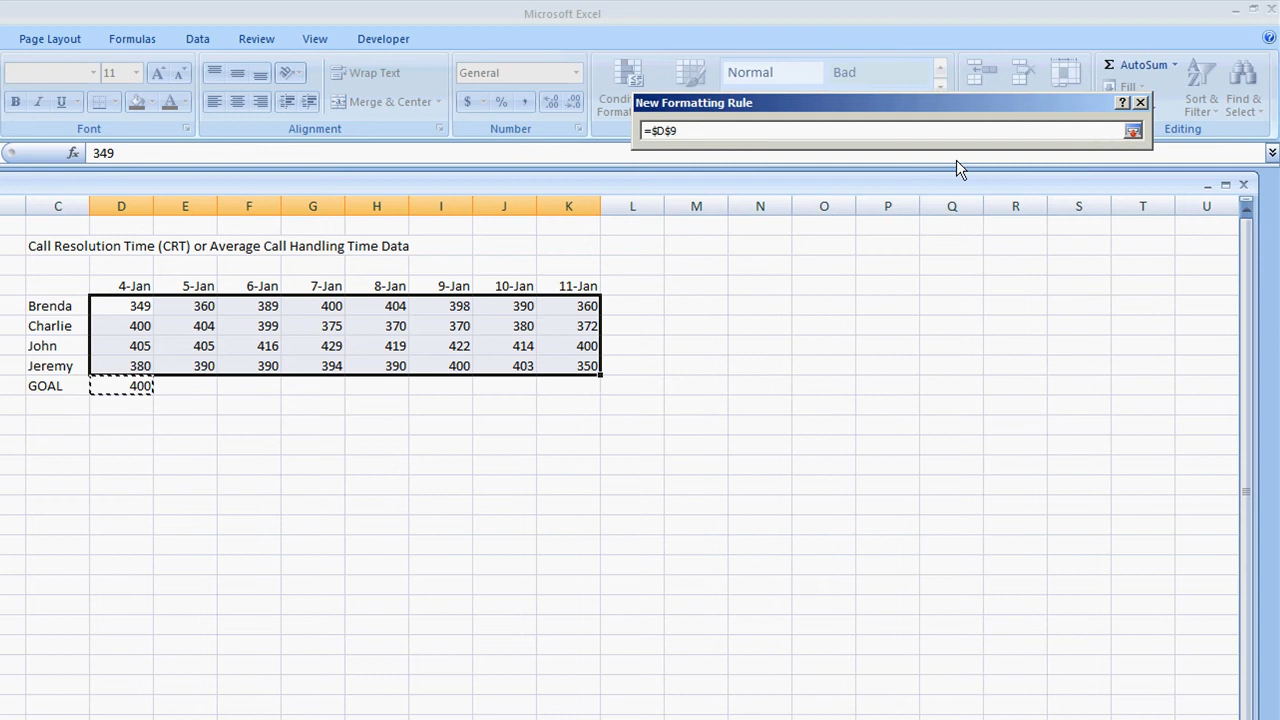 Microsoft Excel
Page Layout Formulas Data Review View Developer
11 A A Wrap Text General Normal Bad Σ AutoSum
B I U A Merge & Center $ % , Fill Sort & Find &
Filter Select
Font Alignment Number Editing
New Formatting Rule
=$D$9
fx 349
C D E F G H I J K L M N O P Q R S T U
Call Resolution Time (CRT) or Average Call Handling Time Data
4-Jan 5-Jan 6-Jan 7-Jan 8-Jan 9-Jan 10-Jan 11-Jan
Brenda 349 360 389 400 404 398 390 360
Charlie 400 404 399 375 370 370 380 372
John 405 405 416 429 419 422 414 400
Jeremy 380 390 390 394 390 400 403 350
GOAL 400